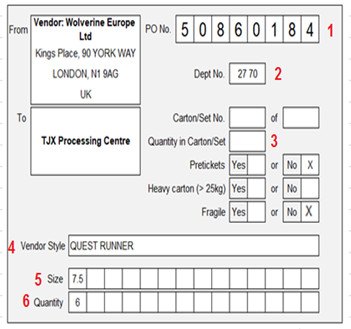 From Vendor: Wolverine Europe Ltd
Kings Place, 90 YORK WAY
LONDON, N1 9AG
UK
PO No. 5 0 8 6 0 1 8 4 1
Dept No. 27 70 2
To TJX Processing Centre
Carton/Set No. of
Quantity in Carton/Set 3
Pretickets Yes or No X
Heavy carton (> 25kg) Yes or No
Fragile Yes or No X
4 Vendor Style QUEST RUNNER
5 Size 7.5
6 Quantity 6